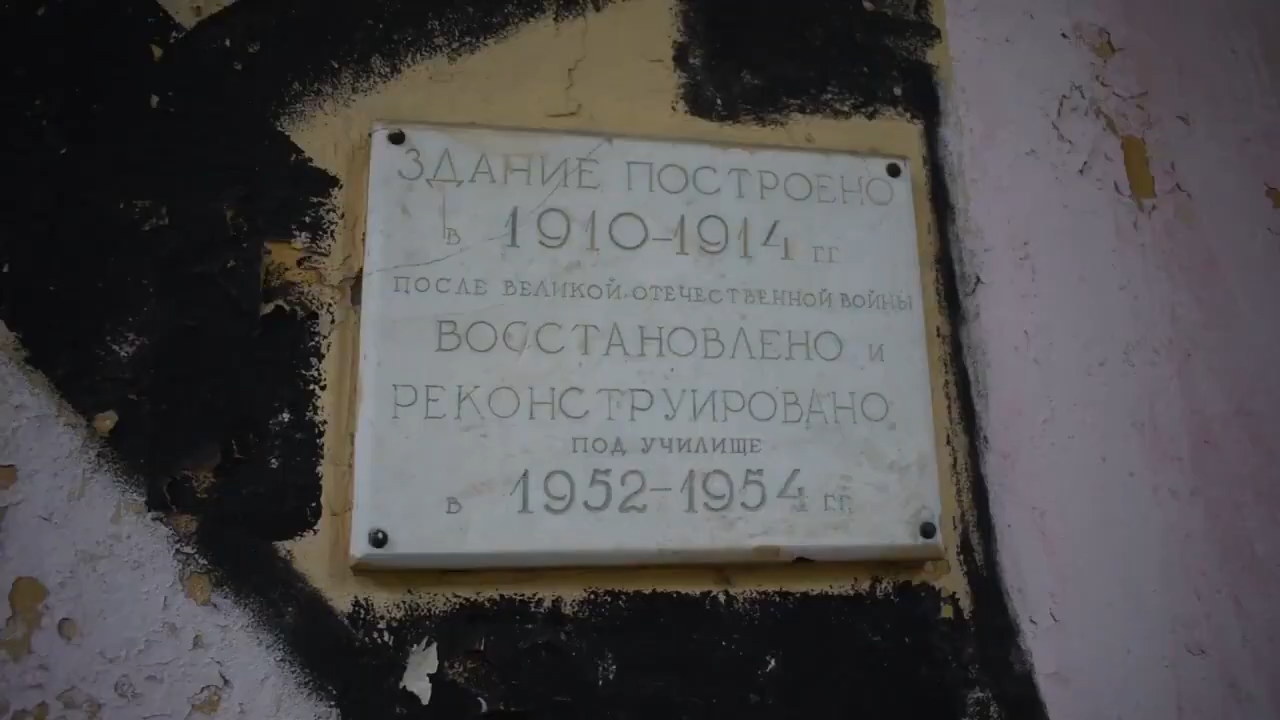 ЗДАНИЕ ПОСТРОЕНО
в 1910-1914 гг.
ПОСЛЕ ВЕЛИКОЙ ОТЕЧЕСТВЕННОЙ ВОЙНЫ
ВОССТАНОВЛЕНО и
РЕКОНСТРУИРОВАНО
ПОД УЧИЛИЩЕ
в 1952-1954 гг.